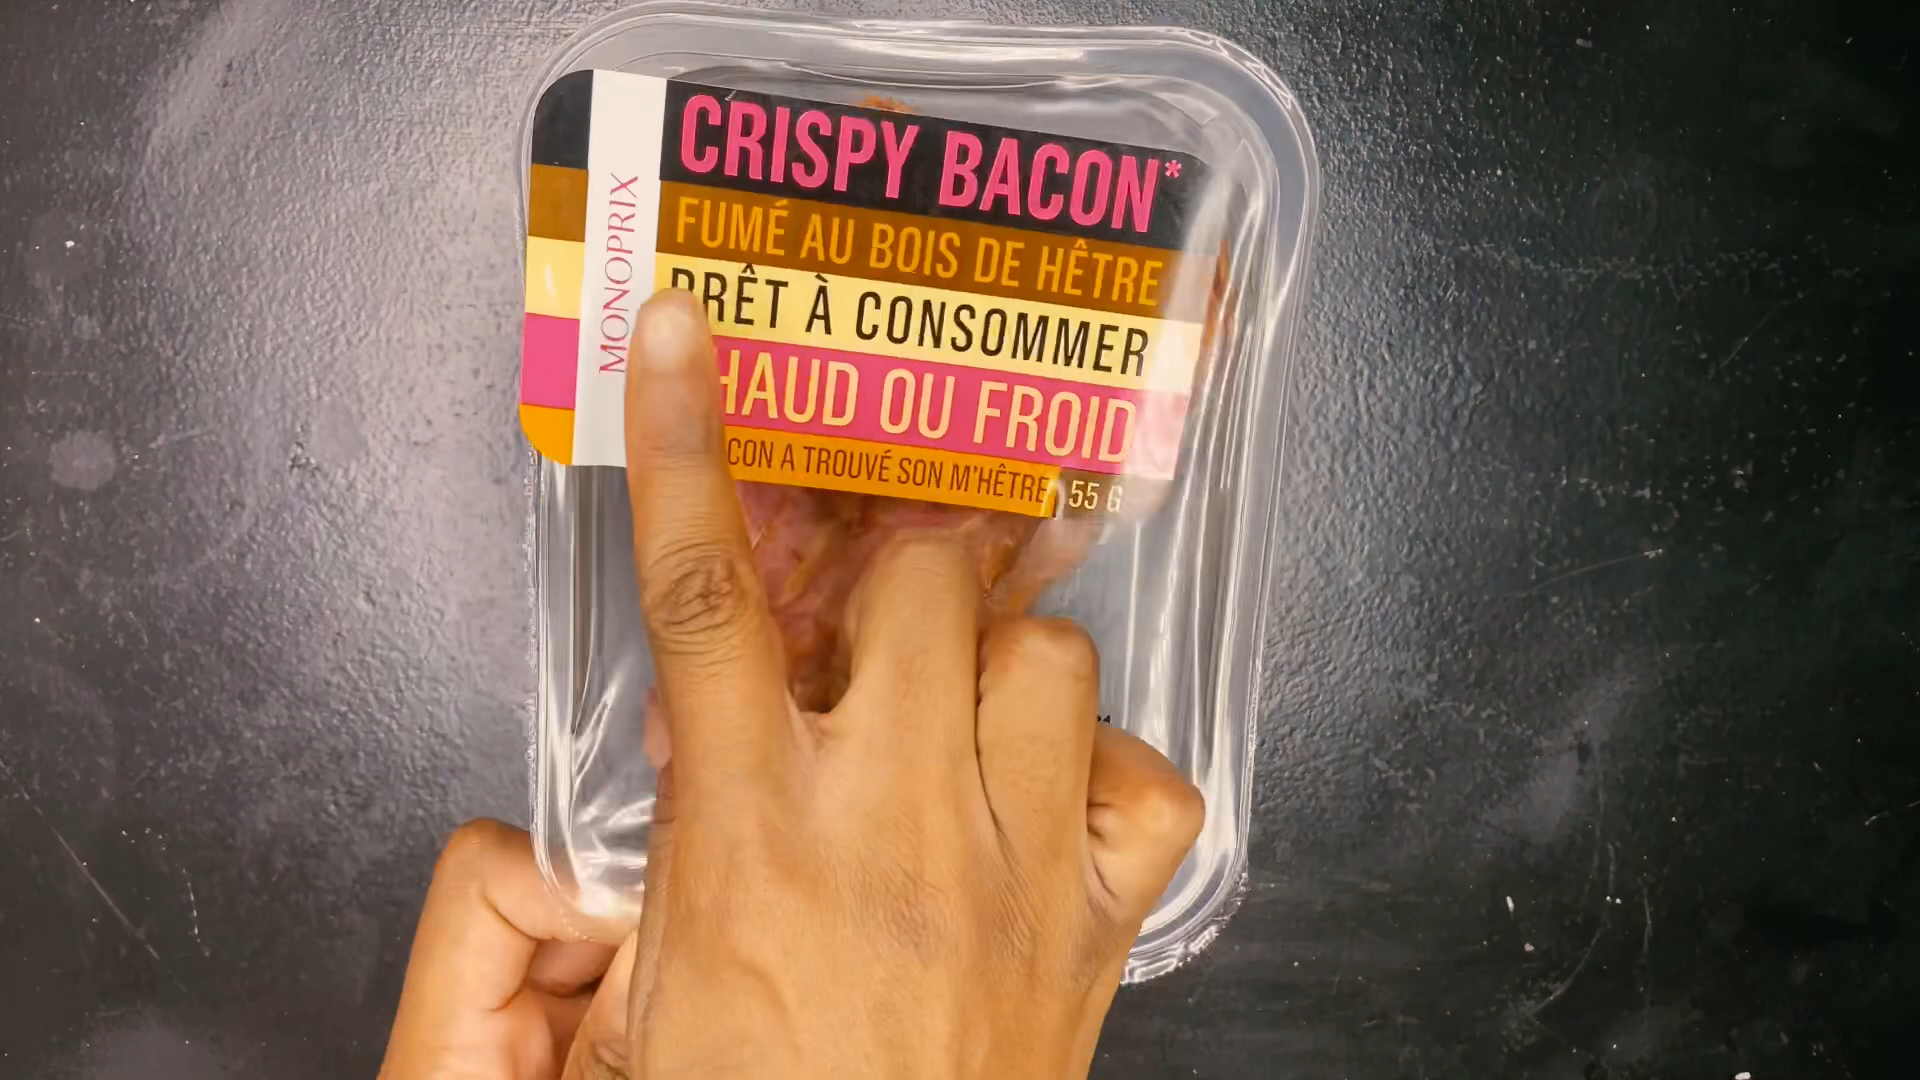 MONOPRIX
CRISPY BACON*
FUMÉ AU BOIS DE HÊTRE
PRÊT À CONSOMMER
HAUD OU FROID
CON A TROUVÉ SON M'HÊTRE
55 G